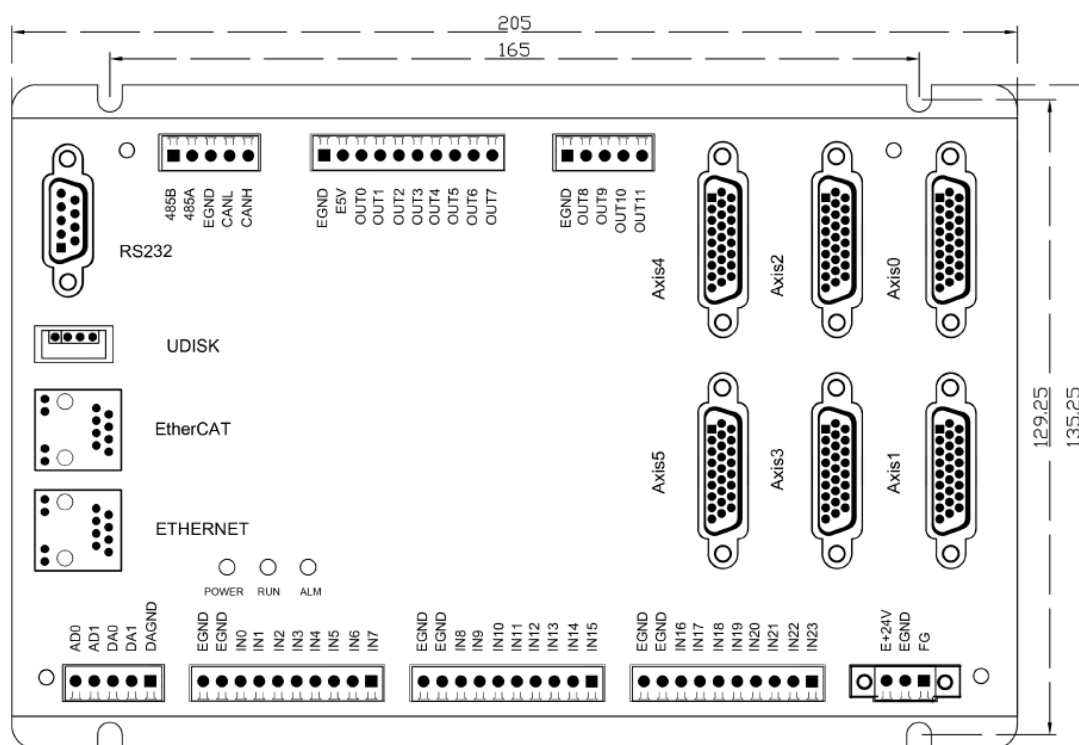 205
165
485B
485A
EGND
CANL
CANH
EGND
E5V
OUT0
OUT1
OUT2
OUT3
OUT4
OUT5
OUT6
OUT7
EGND
OUT8
OUT9
OUT10
OUT11
RS232
Axis4
Axis2
Axis0
UDISK
EtherCAT
Axis5
Axis3
Axis1
129.25
135.25
ETHERNET
POWER RUN ALM
AD0
AD1
DA0
DA1
DAGND
EGND
EGND
IN0
IN1
IN2
IN3
IN4
IN5
IN6
IN7
EGND
EGND
IN8
IN9
IN10
IN11
IN12
IN13
IN14
IN15
EGND
EGND
IN16
IN17
IN18
IN19
IN20
IN21
IN22
IN23
E+24V
EGND
FG